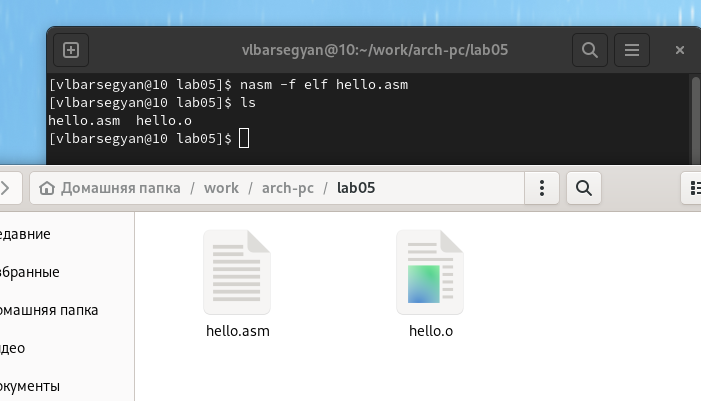 vlbarsegyan@10:~/work/arch-pc/lab05
[vlbarsegyan@10 lab05]$ nasm -f elf hello.asm
[vlbarsegyan@10 lab05]$ ls
hello.asm  hello.o
[vlbarsegyan@10 lab05]$
Домашняя папка / work / arch-pc / lab05
едавние
збранные
омашняя папка
део
окументы
hello.asm
hello.o